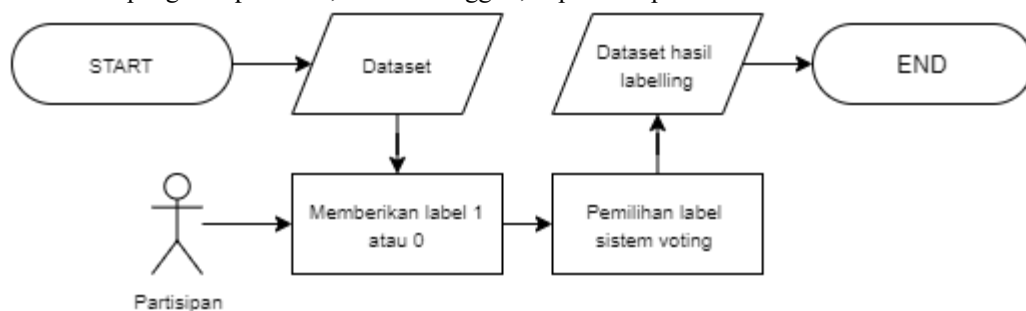 START
Dataset
Dataset hasil
labelling
END
Memberikan label 1
atau 0
Pemilihan label
sistem voting
Partisipan